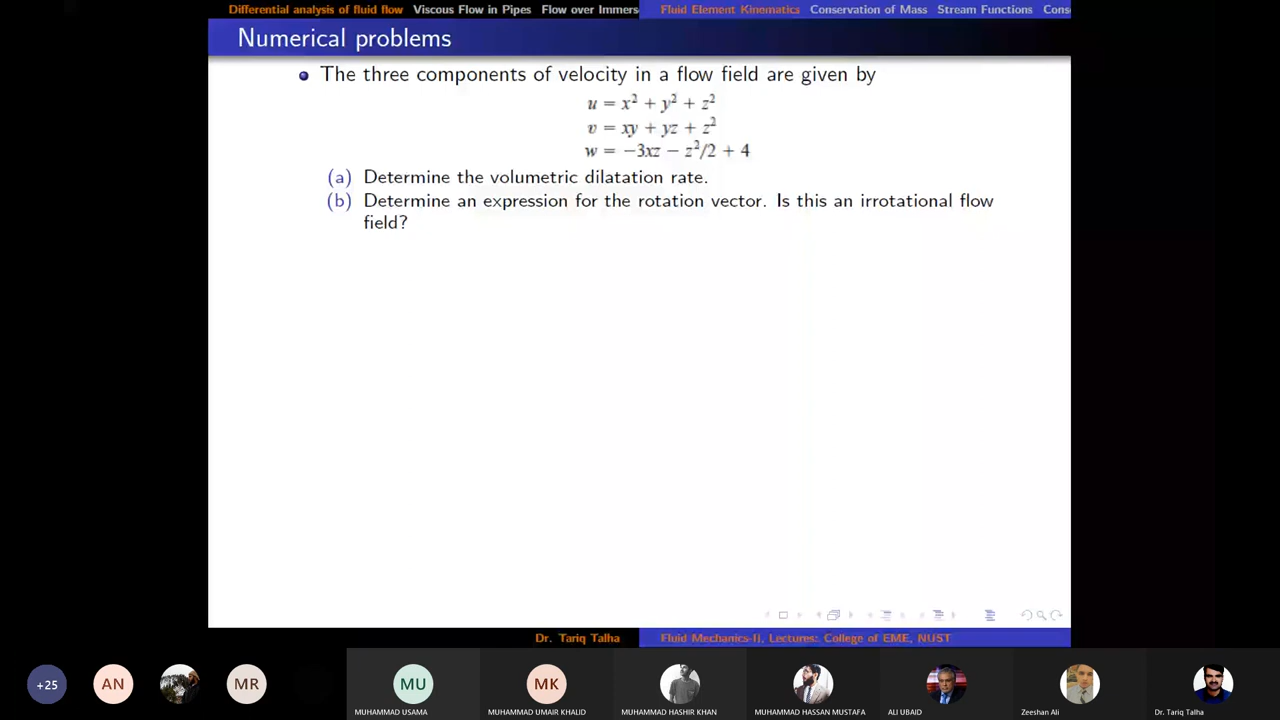 Differential analysis of fluid flow Viscous Flow in Pipes Flow over Immers Fluid Element Kinematics Conservation of Mass Stream Functions Cons
Numerical problems
The three components of velocity in a flow field are given by
u = x² + y² + z²
v = xy + yz + z²
w = −3xz − z²/2 + 4
(a) Determine the volumetric dilatation rate.
(b) Determine an expression for the rotation vector. Is this an irrotational flow
field?
Dr. Tariq Talha Fluid Mechanics-II, Lectures: College of EME, NUST
+25 AN MR MU MK
MUHAMMAD USAMA MUHAMMAD UMAIR KHALID MUHAMMAD HASHIR KHAN MUHAMMAD HASSAN MUSTAFA ALI UBAID Zeeshan Ali Dr. Tariq Talha